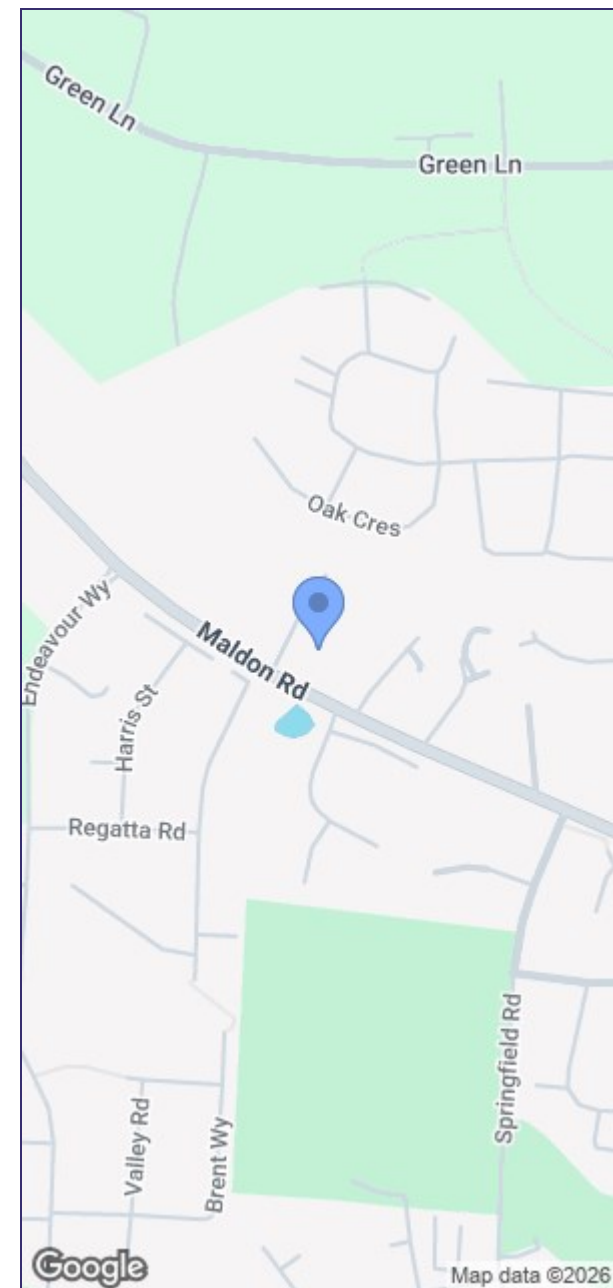 Green Ln
Green Ln
Oak Cres
Endeavour Wy
Maldon Rd
Harris St
Regatta Rd
Springfield Rd
Valley Rd
Brent Wy
Google
Map data ©2026